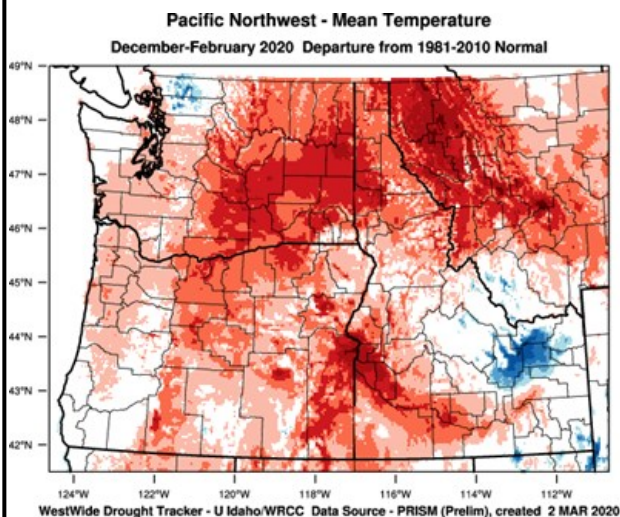 Pacific Northwest - Mean Temperature
December-February 2020 Departure from 1981-2010 Normal
49°N
48°N
47°N
46°N
45°N
44°N
43°N
42°N
124°W 122°W 120°W 118°W 116°W 114°W 112°W
WestWide Drought Tracker - U Idaho/WRCC Data Source - PRISM (Prelim), created 2 MAR 2020